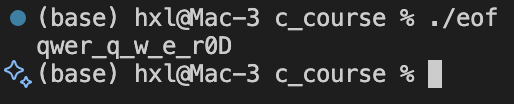 (base) hxl@Mac-3 c_course % ./eof
qwer_q_w_e_r0D
(base) hxl@Mac-3 c_course %